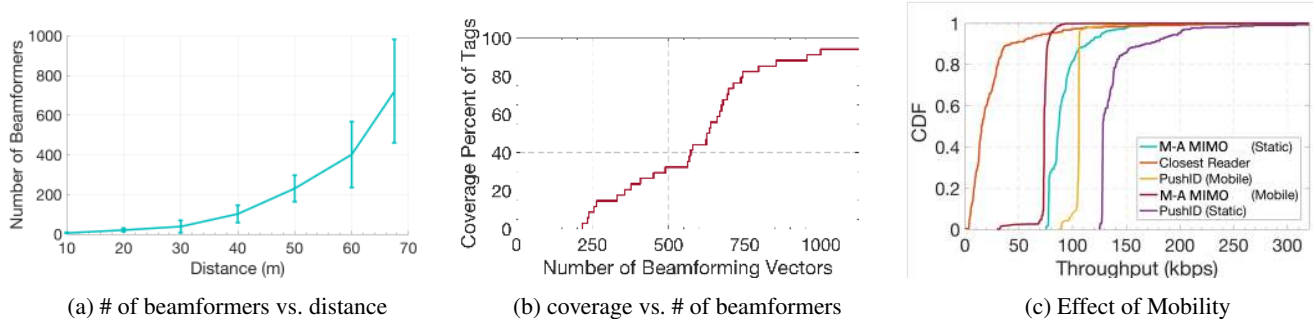 Number of Beamformers
1000
800
600
400
200
0
10
20
30
40
50
60
70
Distance (m)
(a) # of beamformers vs. distance
Coverage Percent of Tags
100
80
60
40
20
0
0
250
500
750
1000
Number of Beamforming Vectors
(b) coverage vs. # of beamformers
CDF
1
0.8
0.6
0.4
0.2
0
0
50
100
150
200
250
300
Throughput (kbps)
M-A MIMO (Static)
Closest Reader
PushID (Mobile)
M-A MIMO (Mobile)
PushID (Static)
(c) Effect of Mobility